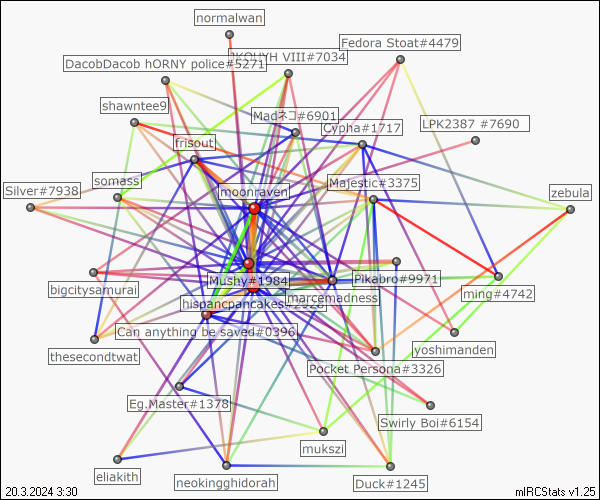 normalwan
Fedora Stoat#4479
VIII#7034
DacobDacob hORNY police#5271
shawntee9
Madネコ#6901
Cypha#1717
LPK2387 #7690
frisout
somass
Majestic#3375
Silver#7938
moonraven
zebula
Mushy#1984
Pikabro#9971
bigcitysamurai
marcemadness
ming#4742
Can anything be saved#0396
thesecondtwat
yoshimanden
Pocket Persona#3326
Eg.Master#1378
Swirly Boi#6154
mukszi
eliakith
neokingghidorah
Duck#1245
20.3.2024 3:30
mIRCStats v1.25